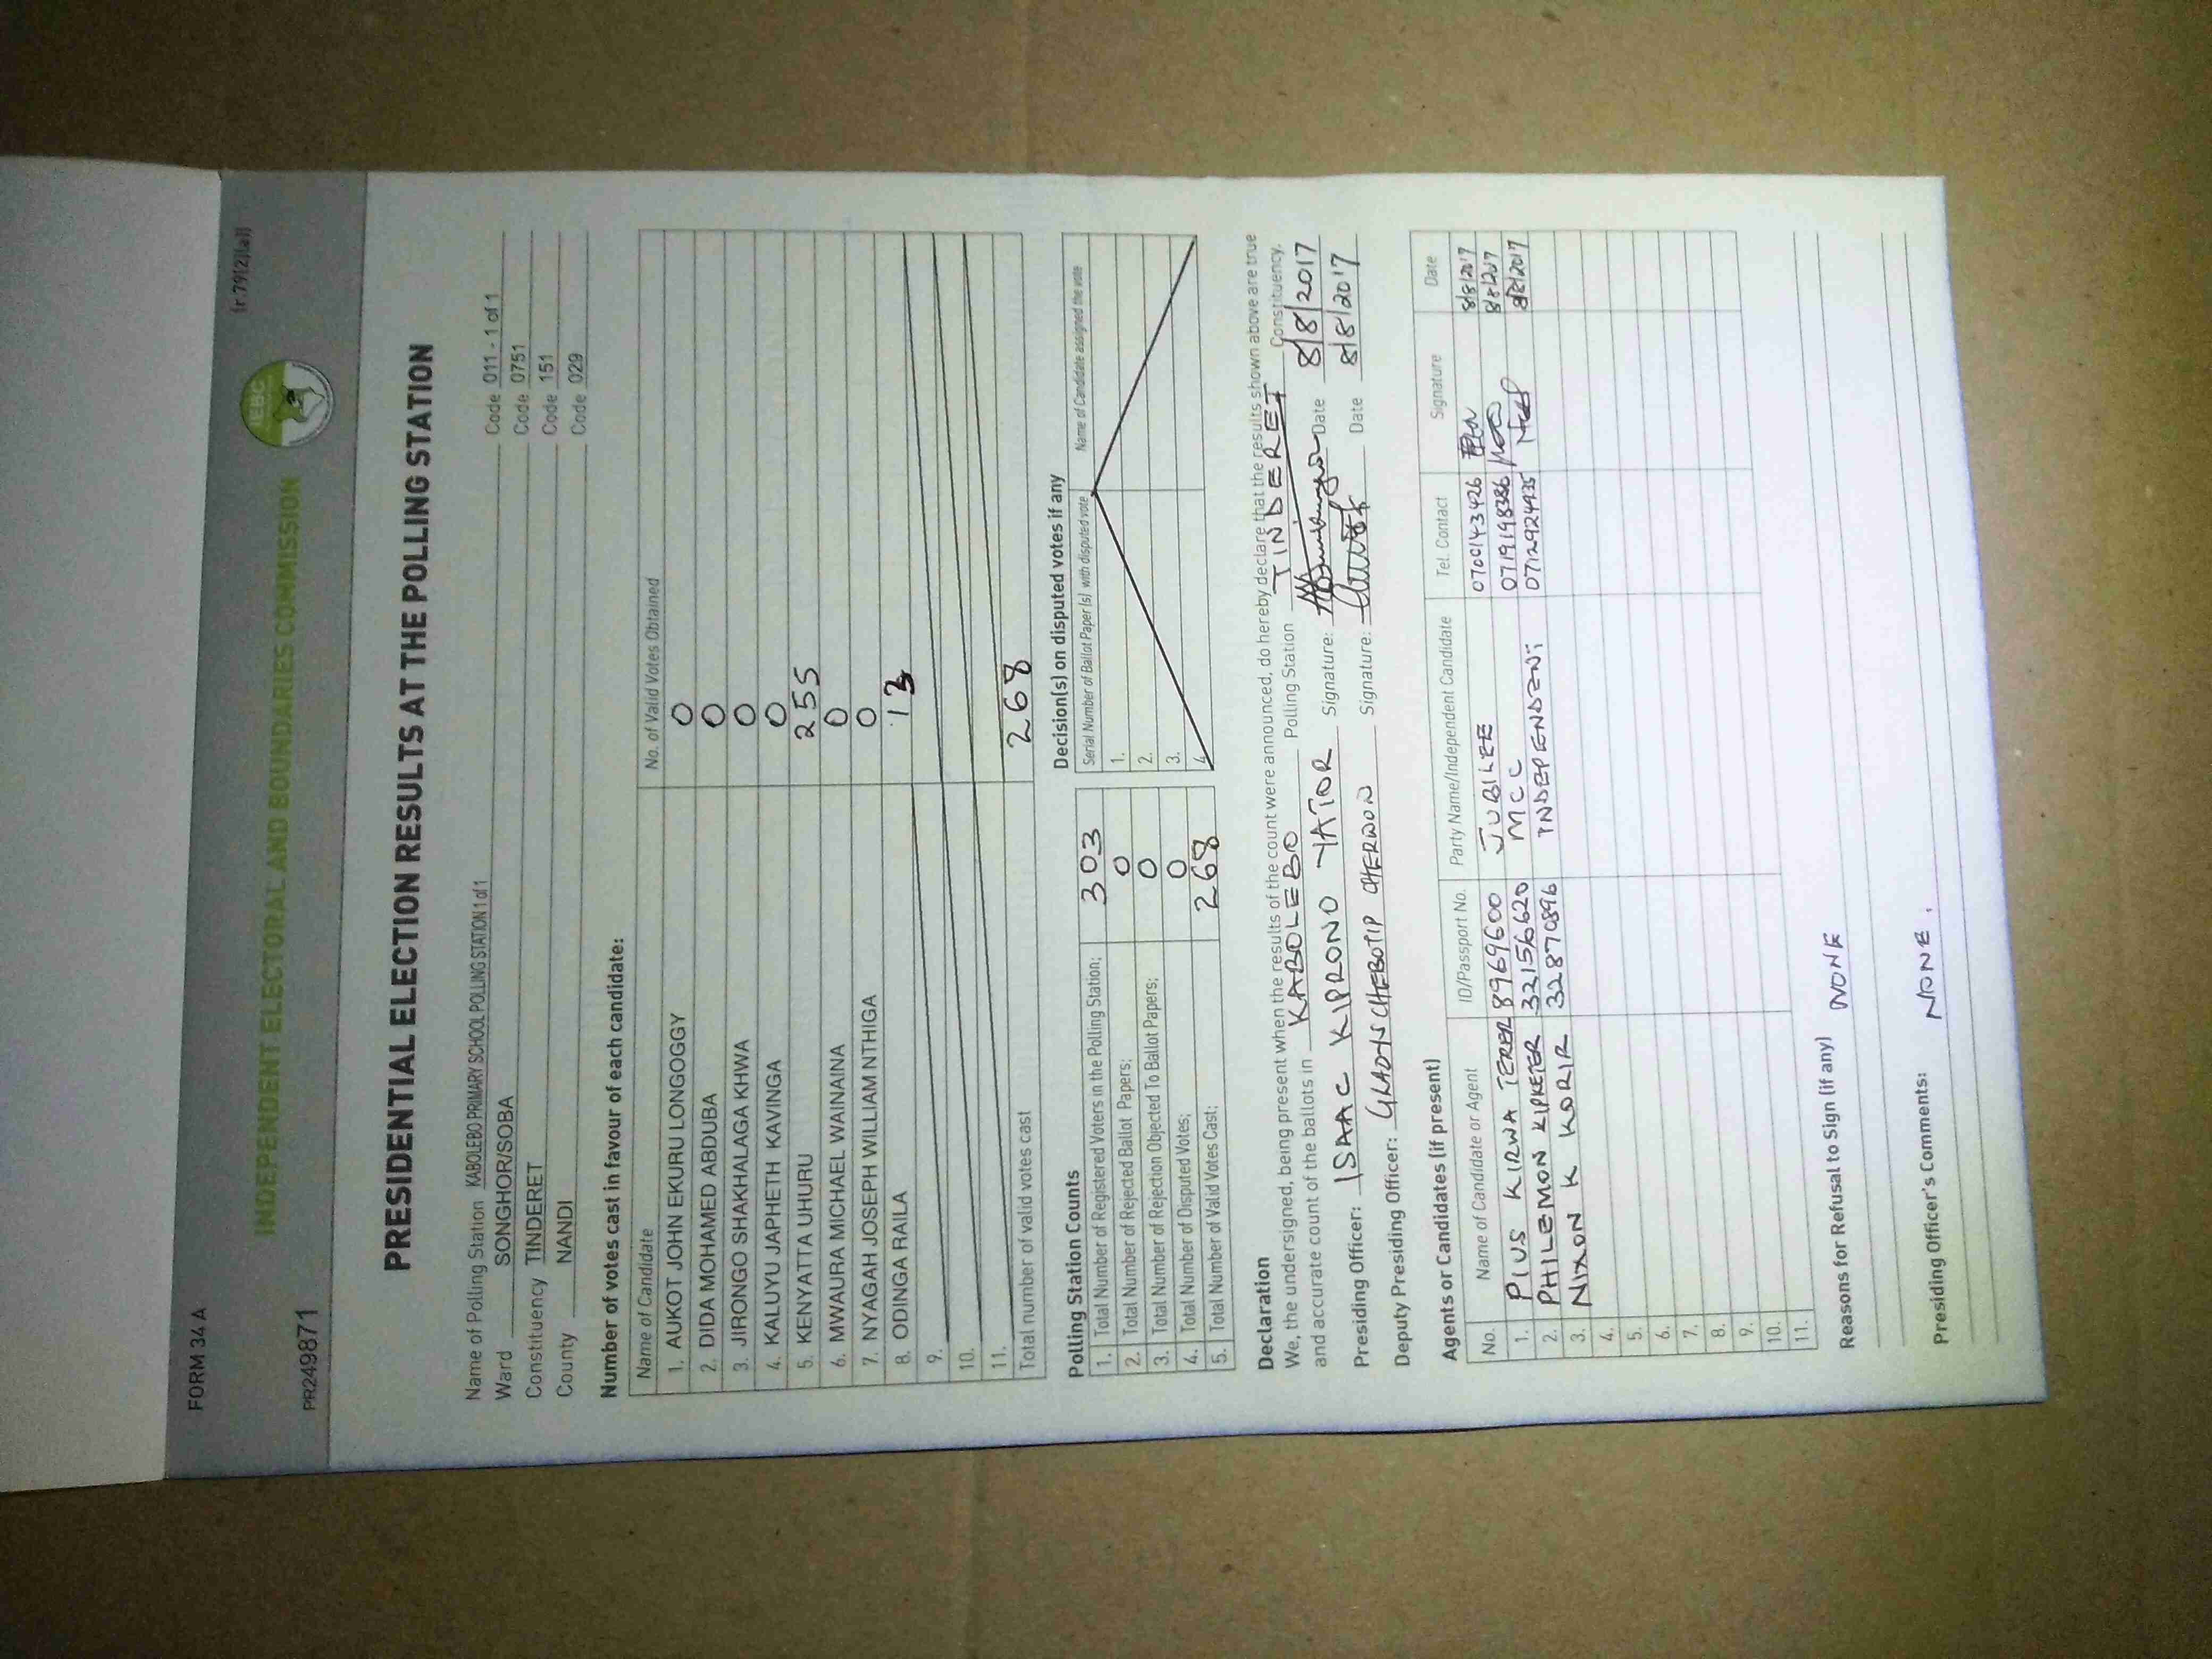 FORM 34 A
(r.79(2)(a))
INDEPENDENT ELECTORAL AND BOUNDARIES COMMISSION
IEBC
PR249871
PRESIDENTIAL ELECTION RESULTS AT THE POLLING STATION
Name of Polling Station KABOLEBO PRIMARY SCHOOL POLLING STATION 1 of 1 Code 011 - 1 of 1
Ward SONGHOR/SOBA Code 0751
Constituency TINDERET Code 151
County NANDI Code 029
Number of votes cast in favour of each candidate:
Name of Candidate No. of Valid Votes Obtained
1. AUKOT JOHN EKURU LONGOGGY 0
2. DIDA MOHAMED ABDUBA 0
3. JIRONGO SHAKHALAGA KHWA 0
4. KALUYU JAPHETH KAVINGA 0
5. KENYATTA UHURU 255
6. MWAURA MICHAEL WAINAINA 0
7. NYAGAH JOSEPH WILLIAM NTHIGA 0
8. ODINGA RAILA 13
9.
10.
11.
Total number of valid votes cast 268
Polling Station Counts
1. Total Number of Registered Voters in the Polling Station; 303
2. Total Number of Rejected Ballot Papers; 0
3. Total Number of Rejection Objected To Ballot Papers; 0
4. Total Number of Disputed Votes; 0
5. Total Number of Valid Votes Cast; 268
Decision(s) on disputed votes if any
Serial Number of Ballot Paper (s) with disputed vote Name of Candidate assigned the vote
1.
2.
3.
4.
Declaration
We, the undersigned, being present when the results of the count were announced, do hereby declare that the results shown above are true
and accurate count of the ballots in KABOLEBO Polling Station TINDERET Constituency.
Presiding Officer: ISAAC KIPRONO YATOR Signature: Date 8/8/2017
Deputy Presiding Officer: GLADYS CHEBOTIP CHERWON Signature: Date 8/8/2017
Agents or Candidates (if present)
No. Name of Candidate or Agent ID/Passport No. Party Name/Independent Candidate Tel. Contact Signature Date
1. PIUS KIRWA TERER 8969600 JUBILEE 0700143426 8/8/2017
2. PHILEMON KIPKETER 32156620 MCC 0719198386 8/8/2017
3. NIXON K KORIR 32870896 INDEPENDENT 0712924935 8/8/2017
4.
5.
6.
7.
8.
9.
10.
11.
Reasons for Refusal to Sign (if any) NONE
Presiding Officer's Comments: NONE.